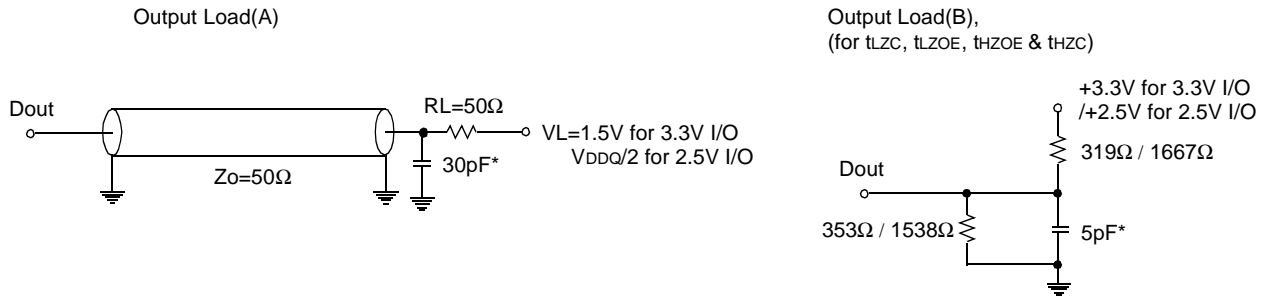 Output Load(A)
Dout
RL=50Ω
VL=1.5V for 3.3V I/O
VDDQ/2 for 2.5V I/O
30pF*
Zo=50Ω
Output Load(B),
(for tLZC, tLZOE, tHZOE & tHZC)
+3.3V for 3.3V I/O
/+2.5V for 2.5V I/O
319Ω / 1667Ω
Dout
353Ω / 1538Ω
5pF*